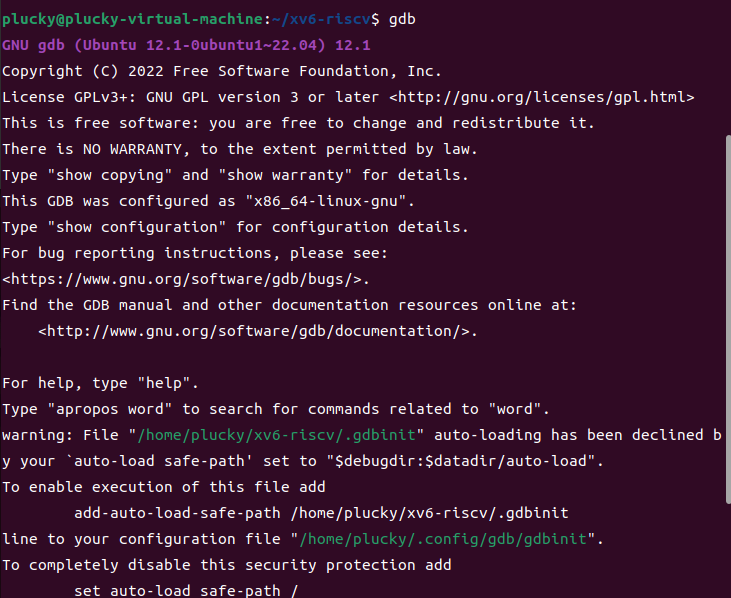 plucky@plucky-virtual-machine:~/xv6-riscv$ gdb
GNU gdb (Ubuntu 12.1-0ubuntu1~22.04) 12.1
Copyright (C) 2022 Free Software Foundation, Inc.
License GPLv3+: GNU GPL version 3 or later <http://gnu.org/licenses/gpl.html>
This is free software: you are free to change and redistribute it.
There is NO WARRANTY, to the extent permitted by law.
Type "show copying" and "show warranty" for details.
This GDB was configured as "x86_64-linux-gnu".
Type "show configuration" for configuration details.
For bug reporting instructions, please see:
<https://www.gnu.org/software/gdb/bugs/>.
Find the GDB manual and other documentation resources online at:
    <http://www.gnu.org/software/gdb/documentation/>.

For help, type "help".
Type "apropos word" to search for commands related to "word".
warning: File "/home/plucky/xv6-riscv/.gdbinit" auto-loading has been declined b
y your `auto-load safe-path' set to "$debugdir:$datadir/auto-load".
To enable execution of this file add
        add-auto-load-safe-path /home/plucky/xv6-riscv/.gdbinit
line to your configuration file "/home/plucky/.config/gdb/gdbinit".
To completely disable this security protection add
        set auto-load safe-path /